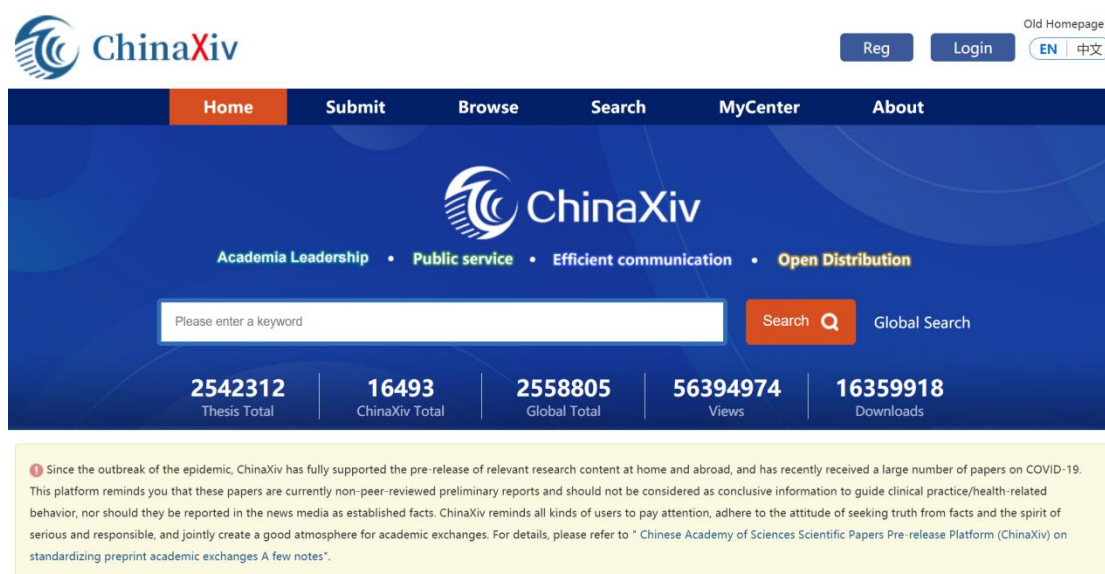 Old Homepage
ChinaXiv
Reg
Login
EN | 中文
Home
Submit
Browse
Search
MyCenter
About
ChinaXiv
Academia Leadership • Public service • Efficient communication • Open Distribution
Please enter a keyword
Search
Global Search
2542312
Thesis Total
16493
ChinaXiv Total
2558805
Global Total
56394974
Views
16359918
Downloads
Since the outbreak of the epidemic, ChinaXiv has fully supported the pre-release of relevant research content at home and abroad, and has recently received a large number of papers on COVID-19.
This platform reminds you that these papers are currently non-peer-reviewed preliminary reports and should not be considered as conclusive information to guide clinical practice/health-related
behavior, nor should they be reported in the news media as established facts. ChinaXiv reminds all kinds of users to pay attention, adhere to the attitude of seeking truth from facts and the spirit of
serious and responsible, and jointly create a good atmosphere for academic exchanges. For details, please refer to " Chinese Academy of Sciences Scientific Papers Pre-release Platform (ChinaXiv) on
standardizing preprint academic exchanges A few notes".